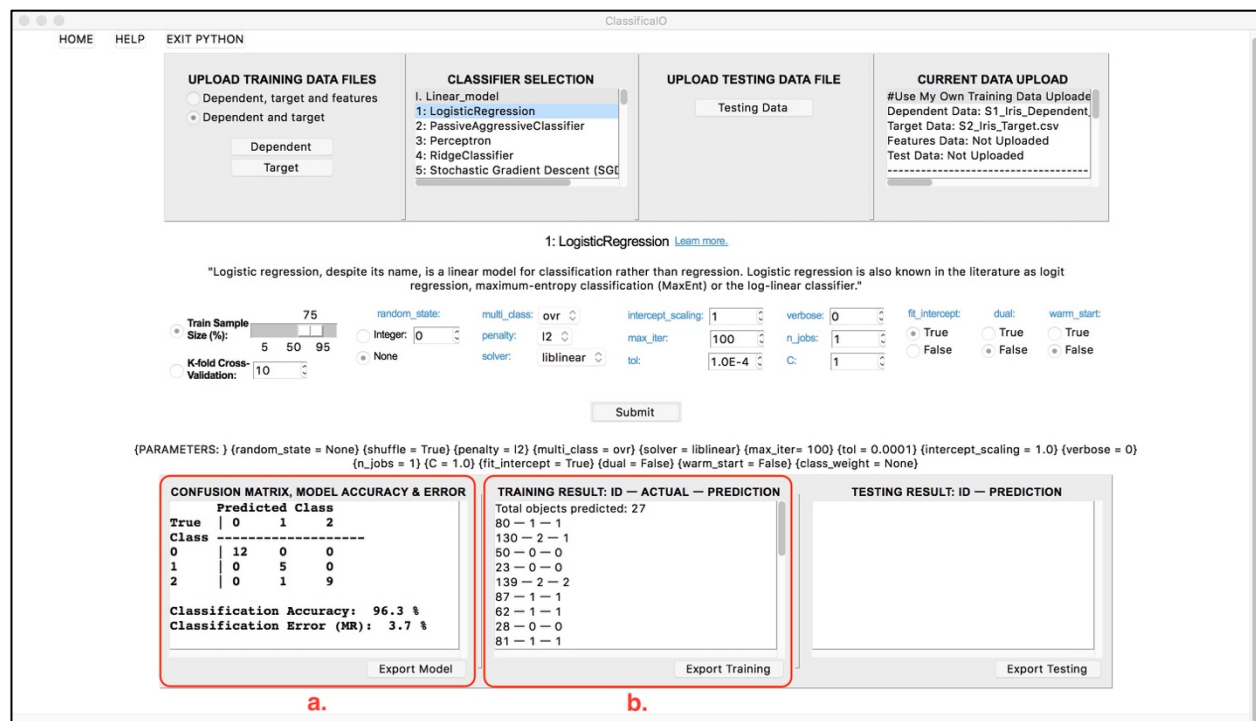 ClassificaIO
HOME HELP EXIT PYTHON
UPLOAD TRAINING DATA FILES
Dependent, target and features
Dependent and target
Dependent
Target
CLASSIFIER SELECTION
I. Linear_model
1: LogisticRegression
2: PassiveAggressiveClassifier
3: Perceptron
4: RidgeClassifier
5: Stochastic Gradient Descent (SGD
UPLOAD TESTING DATA FILE
Testing Data
CURRENT DATA UPLOAD
#Use My Own Training Data Uploade
Dependent Data: S1_Iris_Dependent_
Target Data: S2_Iris_Target.csv
Features Data: Not Uploaded
Test Data: Not Uploaded
------------------------------------
1: LogisticRegression Learn more.
"Logistic regression, despite its name, is a linear model for classification rather than regression. Logistic regression is also known in the literature as logit
regression, maximum-entropy classification (MaxEnt) or the log-linear classifier."
Train Sample
Size (%):
75
5 50 95
K-fold Cross-
Validation: 10
random_state:
Integer: 0
None
multi_class: ovr
penalty: l2
solver: liblinear
intercept_scaling: 1
max_iter: 100
tol: 1.0E-4
verbose: 0
n_jobs: 1
C: 1
fit_intercept:
True
False
dual:
True
False
warm_start:
True
False
Submit
{PARAMETERS: } {random_state = None} {shuffle = True} {penalty = l2} {multi_class = ovr} {solver = liblinear} {max_iter= 100} {tol = 0.0001} {intercept_scaling = 1.0} {verbose = 0}
{n_jobs = 1} {C = 1.0} {fit_intercept = True} {dual = False} {warm_start = False} {class_weight = None}
CONFUSION MATRIX, MODEL ACCURACY & ERROR
Predicted Class
True | 0 1 2
Class --------------------
0 | 12 0 0
1 | 0 5 0
2 | 0 1 9
Classification Accuracy: 96.3 %
Classification Error (MR): 3.7 %
Export Model
a.
TRAINING RESULT: ID — ACTUAL — PREDICTION
Total objects predicted: 27
80 — 1 — 1
130 — 2 — 1
50 — 0 — 0
23 — 0 — 0
139 — 2 — 2
87 — 1 — 1
62 — 1 — 1
28 — 0 — 0
81 — 1 — 1
Export Training
b.
TESTING RESULT: ID — PREDICTION
Export Testing